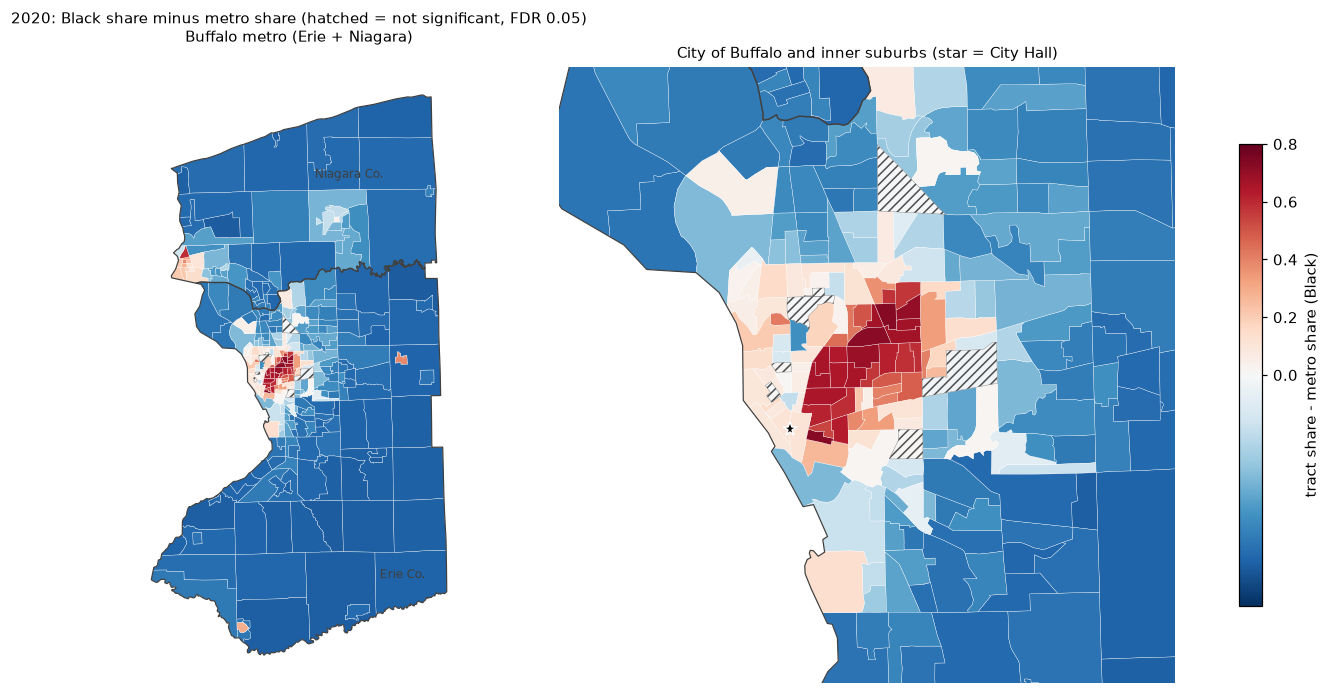 2020: Black share minus metro share (hatched = not significant, FDR 0.05)
Buffalo metro (Erie + Niagara)
City of Buffalo and inner suburbs (star = City Hall)
Niagara Co.
Erie Co.
0.8
0.6
0.4
0.2
0.0
tract share - metro share (Black)